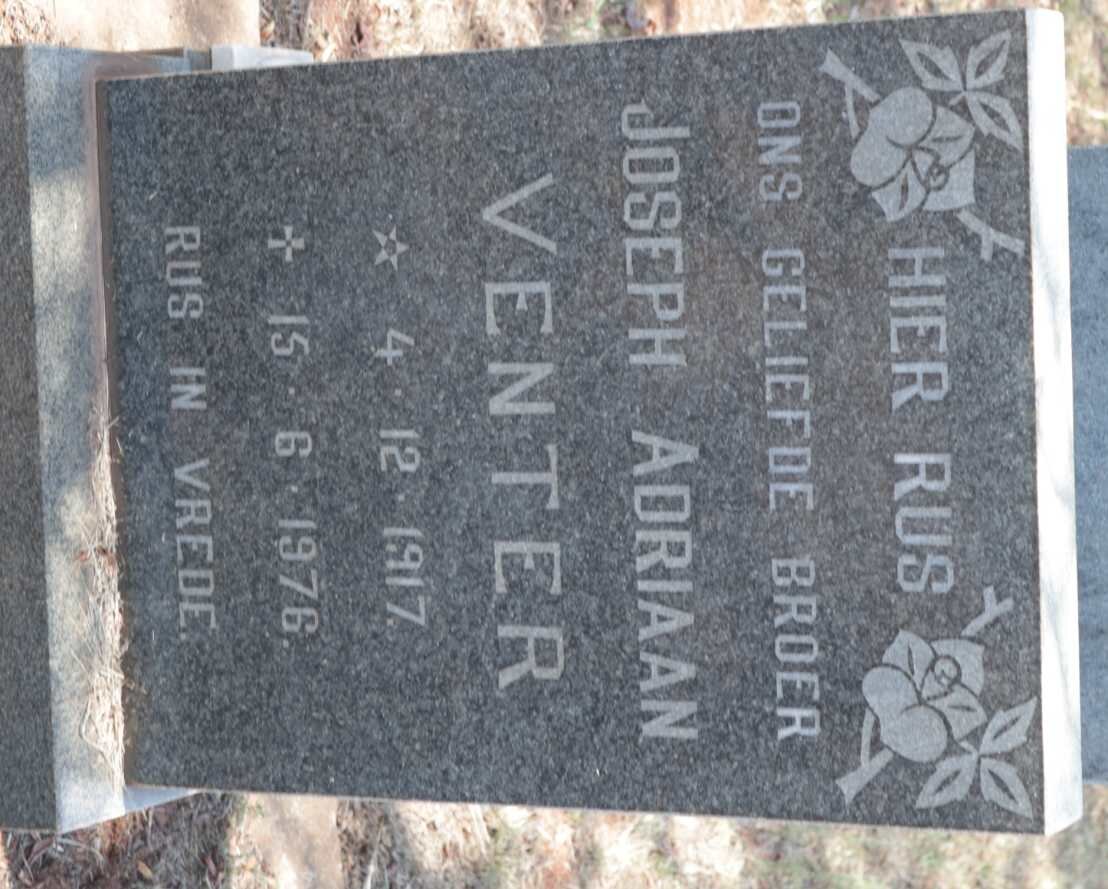 HIER RUS
ONS GELIEFDE BROER
JOSEPH ADRIAAN
VENTER
☆ 4.12.1917.
✝ 15.6.1976.
RUS IN VREDE.